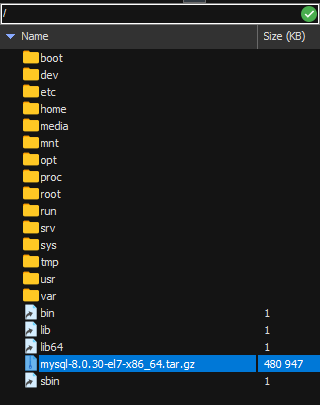 /
Name Size (KB)
boot
dev
etc
home
media
mnt
opt
proc
root
run
srv
sys
tmp
usr
var
bin 1
lib 1
lib64 1
mysql-8.0.30-el7-x86_64.tar.gz 480 947
sbin 1